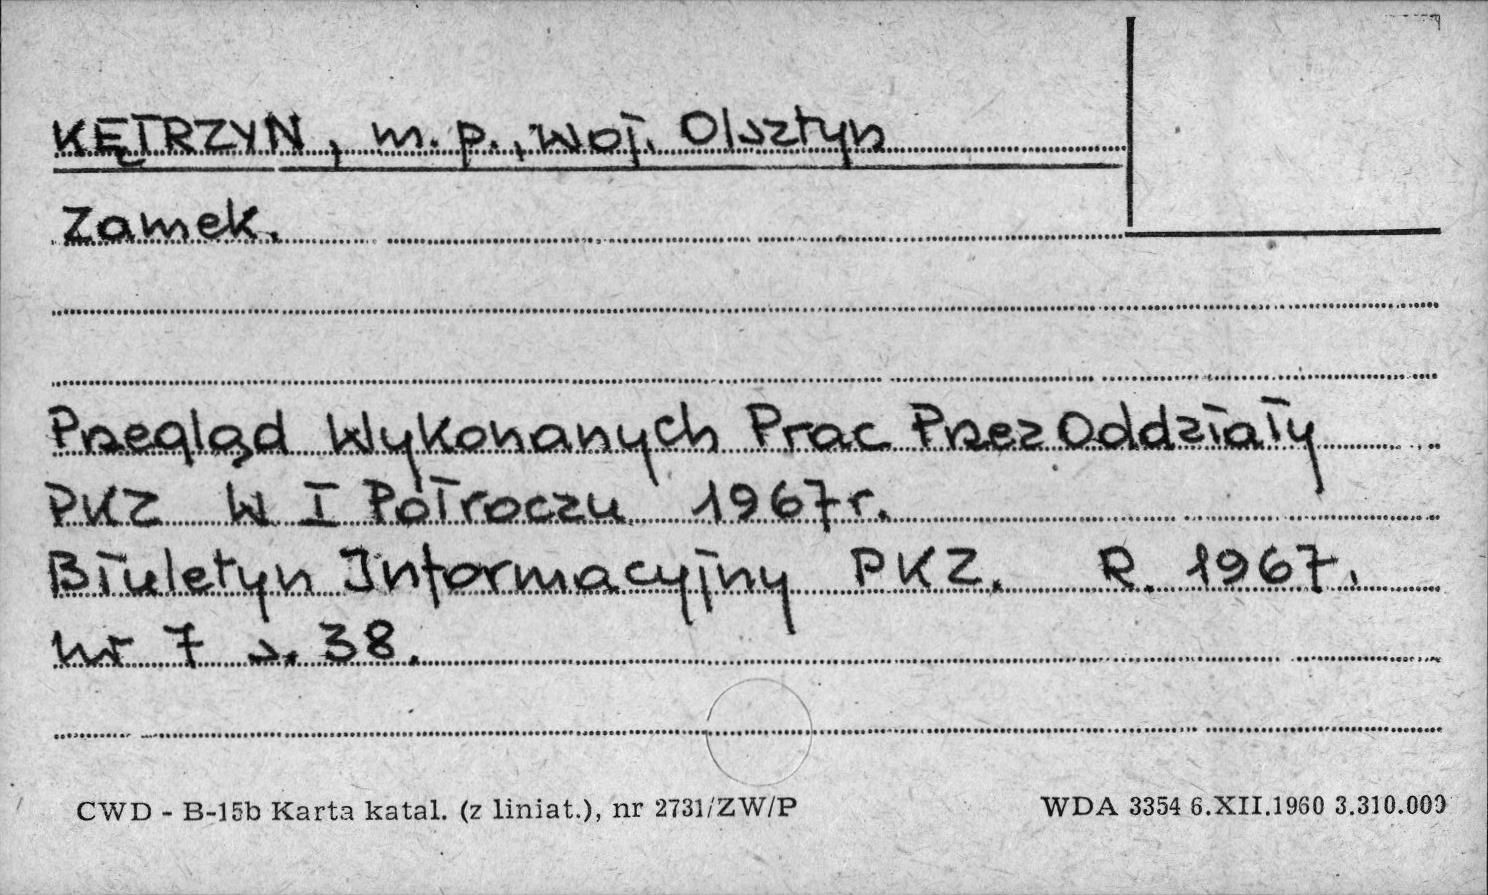 KĘTRZYN, m. p., woj. Olsztyn
Zamek.
Przegląd Wykonanych Prac Przez Oddziały
PKZ W I Półroczu 1967r.
Biuletyn Informacyjny PKZ. R. 1967.
nr 7 s. 38.
CWD - B-15b Karta katal. (z liniat.), nr 2731/ZW/P WDA 3354 6.XII.1960 3.310.000